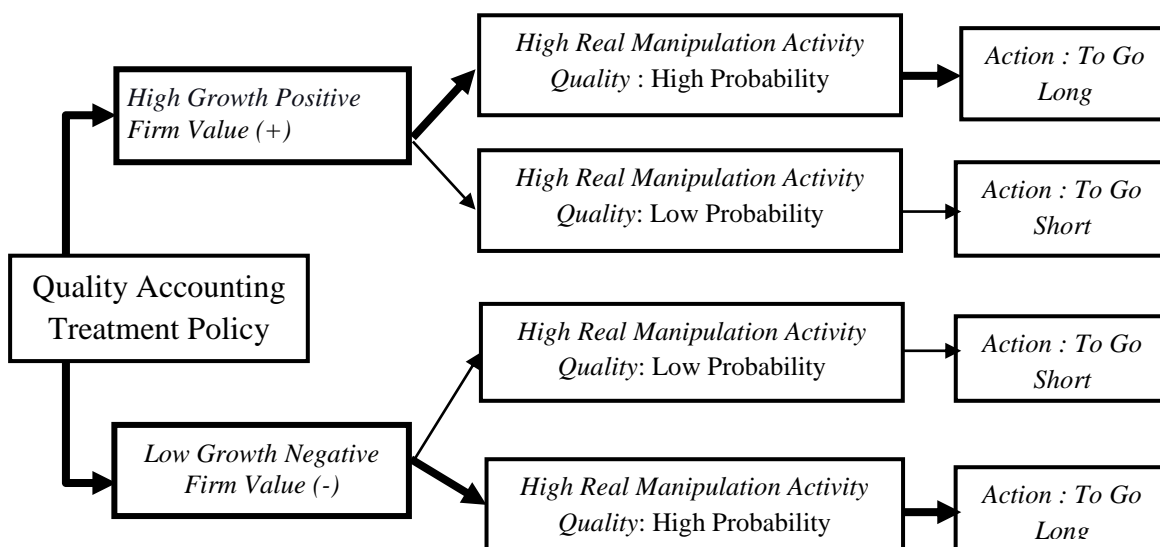 High Real Manipulation Activity
Quality : High Probability
Action : To Go
Long
High Growth Positive
Firm Value (+)
High Real Manipulation Activity
Quality: Low Probability
Action : To Go
Short
Quality Accounting
Treatment Policy
High Real Manipulation Activity
Quality: Low Probability
Action : To Go
Short
Low Growth Negative
Firm Value (-)
High Real Manipulation Activity
Quality: High Probability
Action : To Go
Long